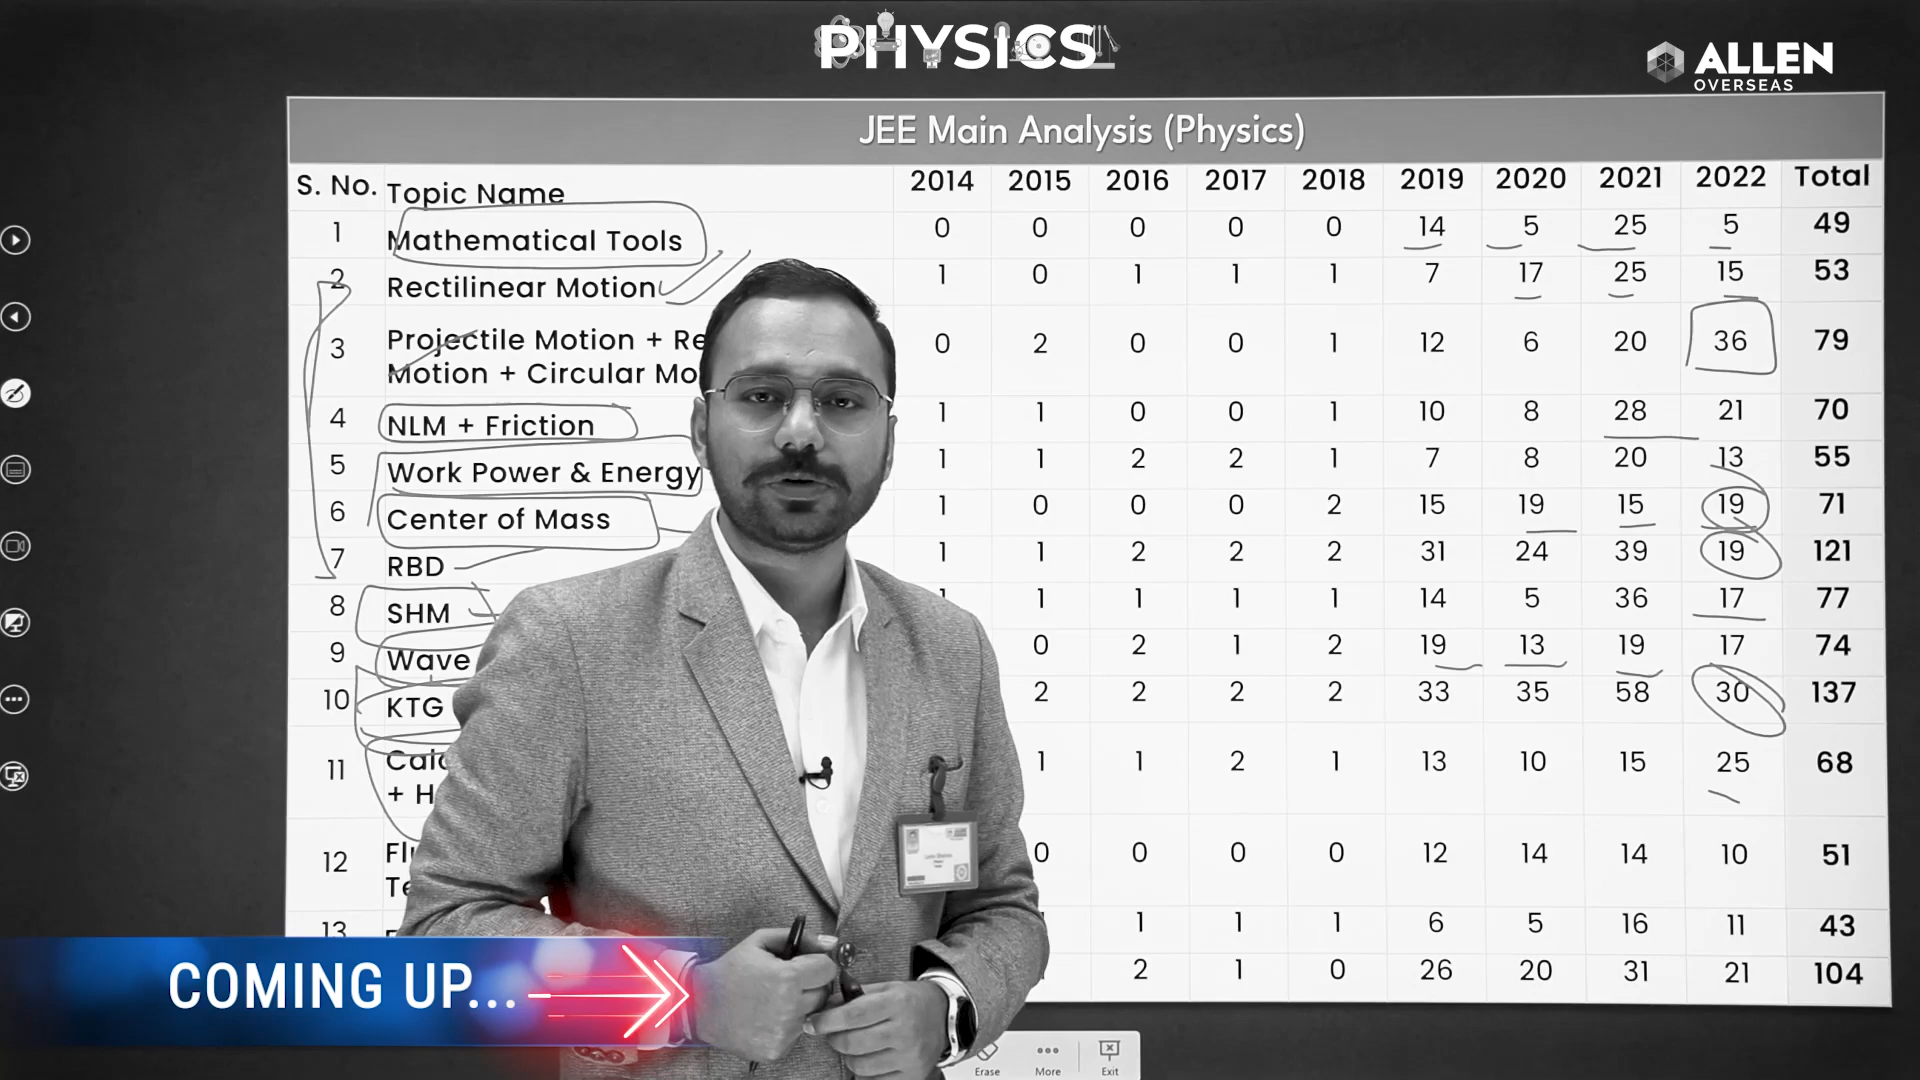 PHYSICS
ALLEN
OVERSEAS
JEE Main Analysis (Physics)
S. No. Topic Name 2014 2015 2016 2017 2018 2019 2020 2021 2022 Total
1 Mathematical Tools 0 0 0 0 0 14 5 25 5 49
2 Rectilinear Motion 1 0 1 1 1 7 17 25 15 53
3 Projectile Motion + Re
Motion + Circular Mo 0 2 0 0 1 12 6 20 36 79
4 NLM + Friction 1 1 0 0 1 10 8 28 21 70
5 Work Power & Energy 1 1 2 2 1 7 8 20 13 55
6 Center of Mass 1 0 0 0 2 15 19 15 19 71
7 RBD 1 1 2 2 2 31 24 39 19 121
8 SHM 1 1 1 1 14 5 36 17 77
9 Wave 0 2 1 2 19 13 19 17 74
10 KTG 2 2 2 2 33 35 58 30 137
11 1 1 2 1 13 10 15 25 68
+ H
12 0 0 0 0 12 14 14 10 51
13 1 1 1 6 5 16 11 43
2 1 0 26 20 31 21 104
COMING UP...
Erase More Exit